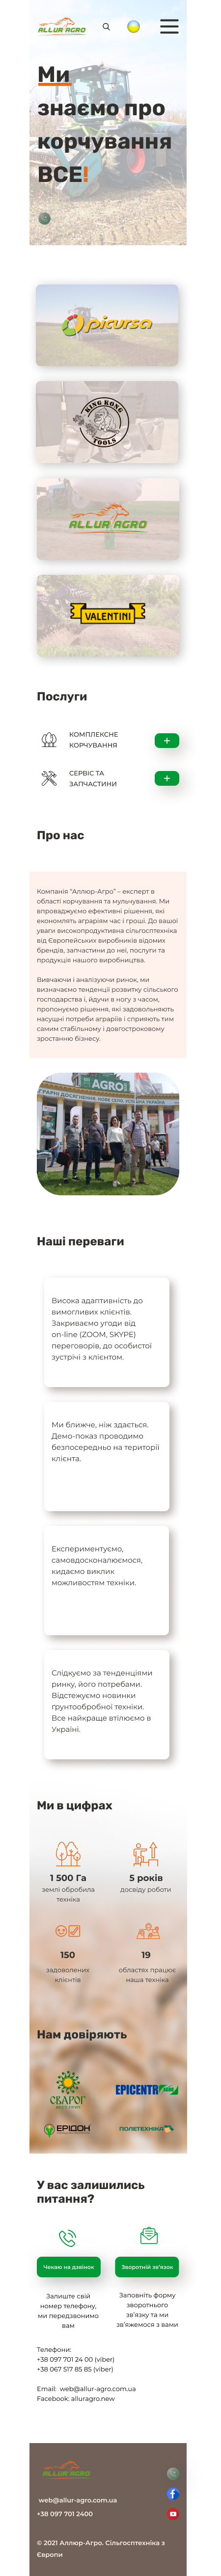 ALLUR AGRO
Ми
знаємо про
корчування
ВСЕ!
picursa
KING KONG
TOOLS
ALLUR AGRO
VALENTINI
Послуги
КОМПЛЕКСНЕ
КОРЧУВАННЯ
СЕРВІС ТА
ЗАПЧАСТИНИ
Про нас
Компанія "Аллюр-Агро" – експерт в
області корчування та мульчування. Ми
впроваджуємо ефективні рішення, які
економлять аграріям час і гроші. До вашої
уваги високопродуктивна сільгосптехніка
від Європейських виробників відомих
брендів, запчастини до неї, послуги та
продукція нашого виробництва.
Вивчаючи і аналізуючи ринок, ми
визначаємо тенденції розвитку сільського
господарства і, йдучи в ногу з часом,
пропонуємо рішення, які задовольняють
насущні потреби аграріїв і сприяють тим
самим стабільному і довгостроковому
зростанню бізнесу.
AGRO
Наші переваги
Висока адаптивність до
вимогливих клієнтів.
Закриваємо угоди від
on-line (ZOOM, SKYPE)
переговорів, до особистої
зустрічі з клієнтом.
Ми ближче, ніж здається.
Демо-показ проводимо
безпосередньо на території
клієнта.
Експериментуємо,
самовдосконалюємося,
кидаємо виклик
можливостям техніки.
Слідкуємо за тенденціями
ринку, його потребами.
Відстежуємо новинки
ґрунтообробної техніки.
Все найкраще втілюємо в
Україні.
Ми в цифрах
1 500 Га
землі обробила
техніка
5 років
досвіду роботи
150
задоволених
клієнтів
19
областях працює
наша техніка
Нам довіряють
СВАРОГ
ВЕСТ ГРУП
EPICENTR
ЕРІДОН
ПОЛЕТЕХНІКА
У вас залишились
питання?
Чекаю на дзвінок
Зворотній зв'язок
Залиште свій
номер телефону,
ми передзвонимо
вам
Заповніть форму
зворотнього
зв'язку та ми
зв'яжемося з вами
Телефони:
+38 097 701 24 00 (viber)
+38 067 517 85 85 (viber)
Email: web@allur-agro.com.ua
Facebook: alluragro.new
ALLUR AGRO
web@allur-agro.com.ua
+38 097 701 2400
© 2021 Аллюр-Агро. Сільгосптехніка з
Європи